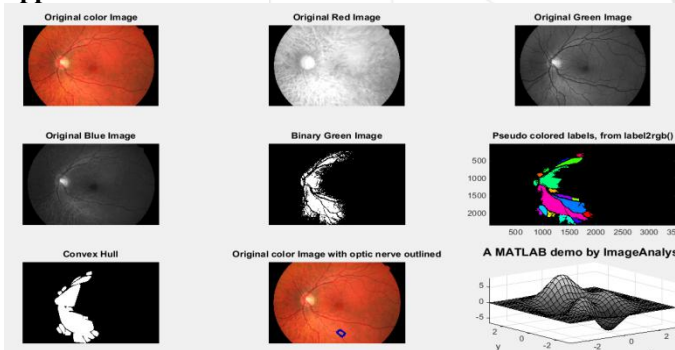 Original color Image
Original Red Image
Original Green Image
Original Blue Image
Binary Green Image
Pseudo colored labels, from label2rgb()
500
1000
1500
2000
500 1000 1500 2000 2500 3000
Convex Hull
Original color Image with optic nerve outlined
A MATLAB demo by ImageAnalys
5
0
-5
2
0
-2
y
-2
0
2